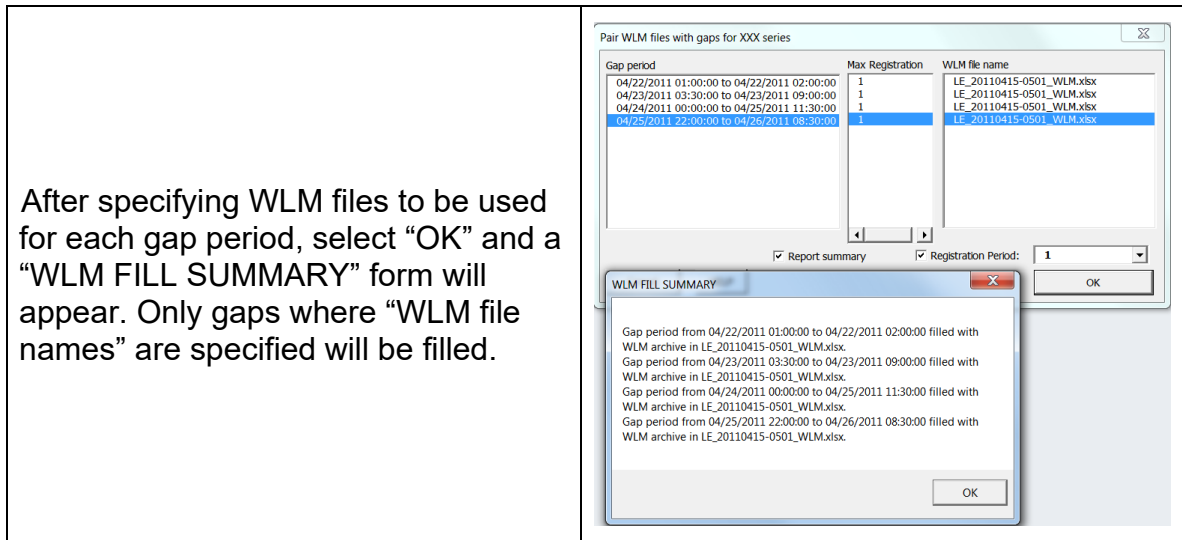 After specifying WLM files to be used
for each gap period, select “OK” and a
“WLM FILL SUMMARY” form will
appear. Only gaps where “WLM file
names” are specified will be filled.
Pair WLM files with gaps for XXX series
Gap period Max Registration WLM file name
04/22/2011 01:00:00 to 04/22/2011 02:00:00 1 LE_20110415-0501_WLM.xlsx
04/23/2011 03:30:00 to 04/23/2011 09:00:00 1 LE_20110415-0501_WLM.xlsx
04/24/2011 00:00:00 to 04/25/2011 11:30:00 1 LE_20110415-0501_WLM.xlsx
04/25/2011 22:00:00 to 04/26/2011 08:30:00 1 LE_20110415-0501_WLM.xlsx
Report summary Registration Period: 1
OK
WLM FILL SUMMARY
Gap period from 04/22/2011 01:00:00 to 04/22/2011 02:00:00 filled with
WLM archive in LE_20110415-0501_WLM.xlsx.
Gap period from 04/23/2011 03:30:00 to 04/23/2011 09:00:00 filled with
WLM archive in LE_20110415-0501_WLM.xlsx.
Gap period from 04/24/2011 00:00:00 to 04/25/2011 11:30:00 filled with
WLM archive in LE_20110415-0501_WLM.xlsx.
Gap period from 04/25/2011 22:00:00 to 04/26/2011 08:30:00 filled with
WLM archive in LE_20110415-0501_WLM.xlsx.
OK